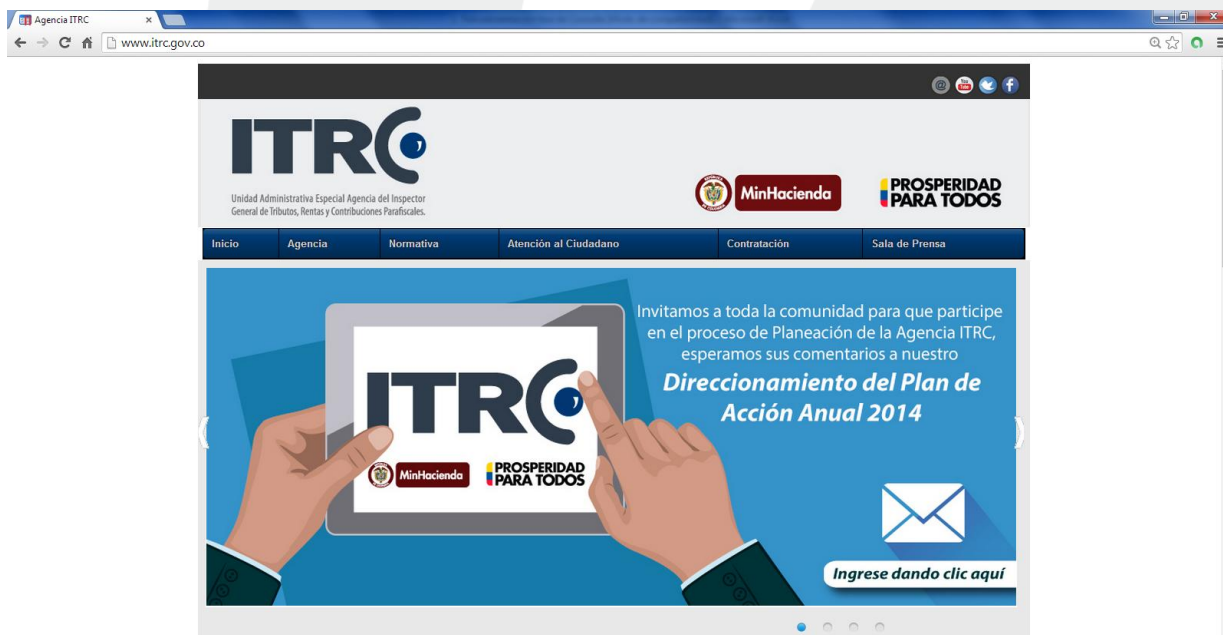 Agencia ITRC
www.itrc.gov.co
@ You Tube f
ITRC
Unidad Administrativa Especial Agencia del Inspector
General de Tributos, Rentas y Contribuciones Parafiscales.
MinHacienda
PROSPERIDAD
PARA TODOS
Inicio Agencia Normativa Atención al Ciudadano Contratación Sala de Prensa
Invitamos a toda la comunidad para que participe
en el proceso de Planeación de la Agencia ITRC,
esperamos sus comentarios a nuestro
Direccionamiento del Plan de
Acción Anual 2014
ITRC
MinHacienda
PROSPERIDAD
PARA TODOS
Ingrese dando clic aquí